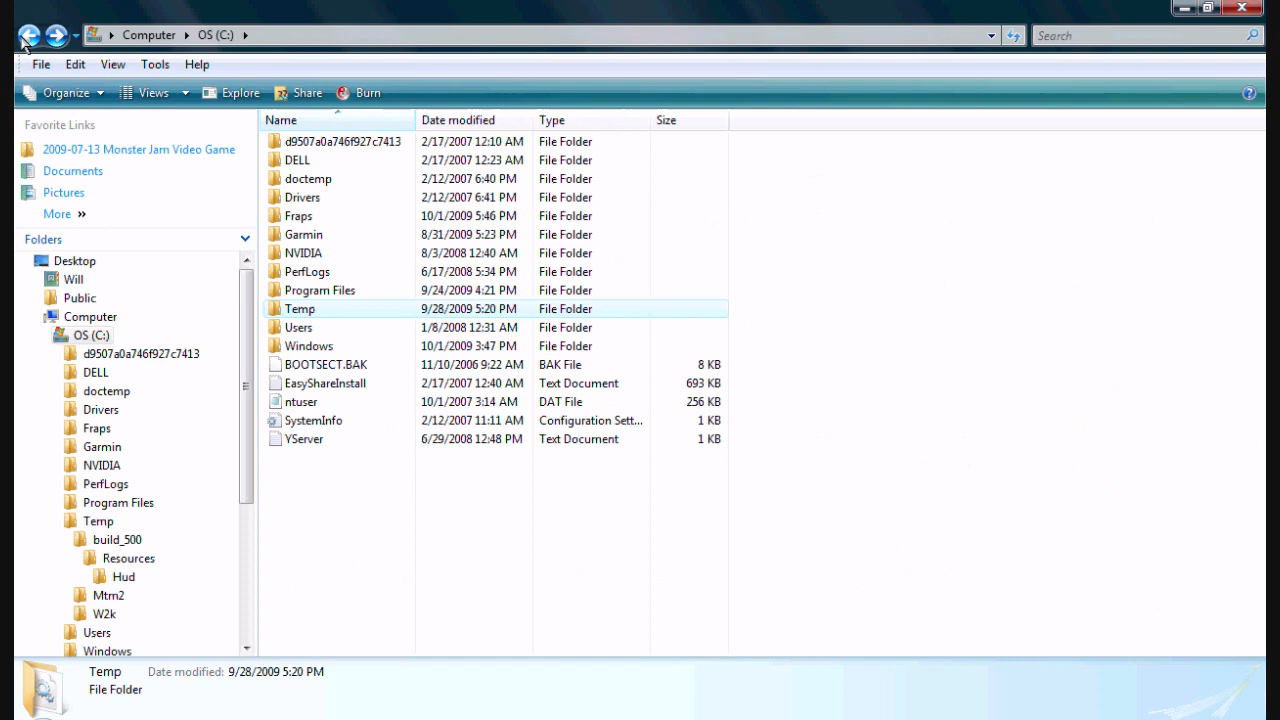 Computer OS (C:)
Search
File Edit View Tools Help
Organize Views Explore Share Burn
Favorite Links
2009-07-13 Monster Jam Video Game
Documents
Pictures
More »
Folders
Desktop
Will
Public
Computer
OS (C:)
d9507a0a746f927c7413
DELL
doctemp
Drivers
Fraps
Garmin
NVIDIA
PerfLogs
Program Files
Temp
build_500
Resources
Hud
Mtm2
W2k
Users
Windows
Name Date modified Type Size
d9507a0a746f927c7413 2/17/2007 12:10 AM File Folder
DELL 2/17/2007 12:23 AM File Folder
doctemp 2/12/2007 6:40 PM File Folder
Drivers 2/12/2007 6:41 PM File Folder
Fraps 10/1/2009 5:46 PM File Folder
Garmin 8/31/2009 5:23 PM File Folder
NVIDIA 8/3/2008 12:40 AM File Folder
PerfLogs 6/17/2008 5:34 PM File Folder
Program Files 9/24/2009 4:21 PM File Folder
Temp 9/28/2009 5:20 PM File Folder
Users 1/8/2008 12:31 AM File Folder
Windows 10/1/2009 3:47 PM File Folder
BOOTSECT.BAK 11/10/2006 9:22 AM BAK File 8 KB
EasyShareInstall 2/17/2007 12:40 AM Text Document 693 KB
ntuser 10/1/2007 3:14 AM DAT File 256 KB
SystemInfo 2/12/2007 11:11 AM Configuration Sett... 1 KB
YServer 6/29/2008 12:48 PM Text Document 1 KB
Temp Date modified: 9/28/2009 5:20 PM
File Folder